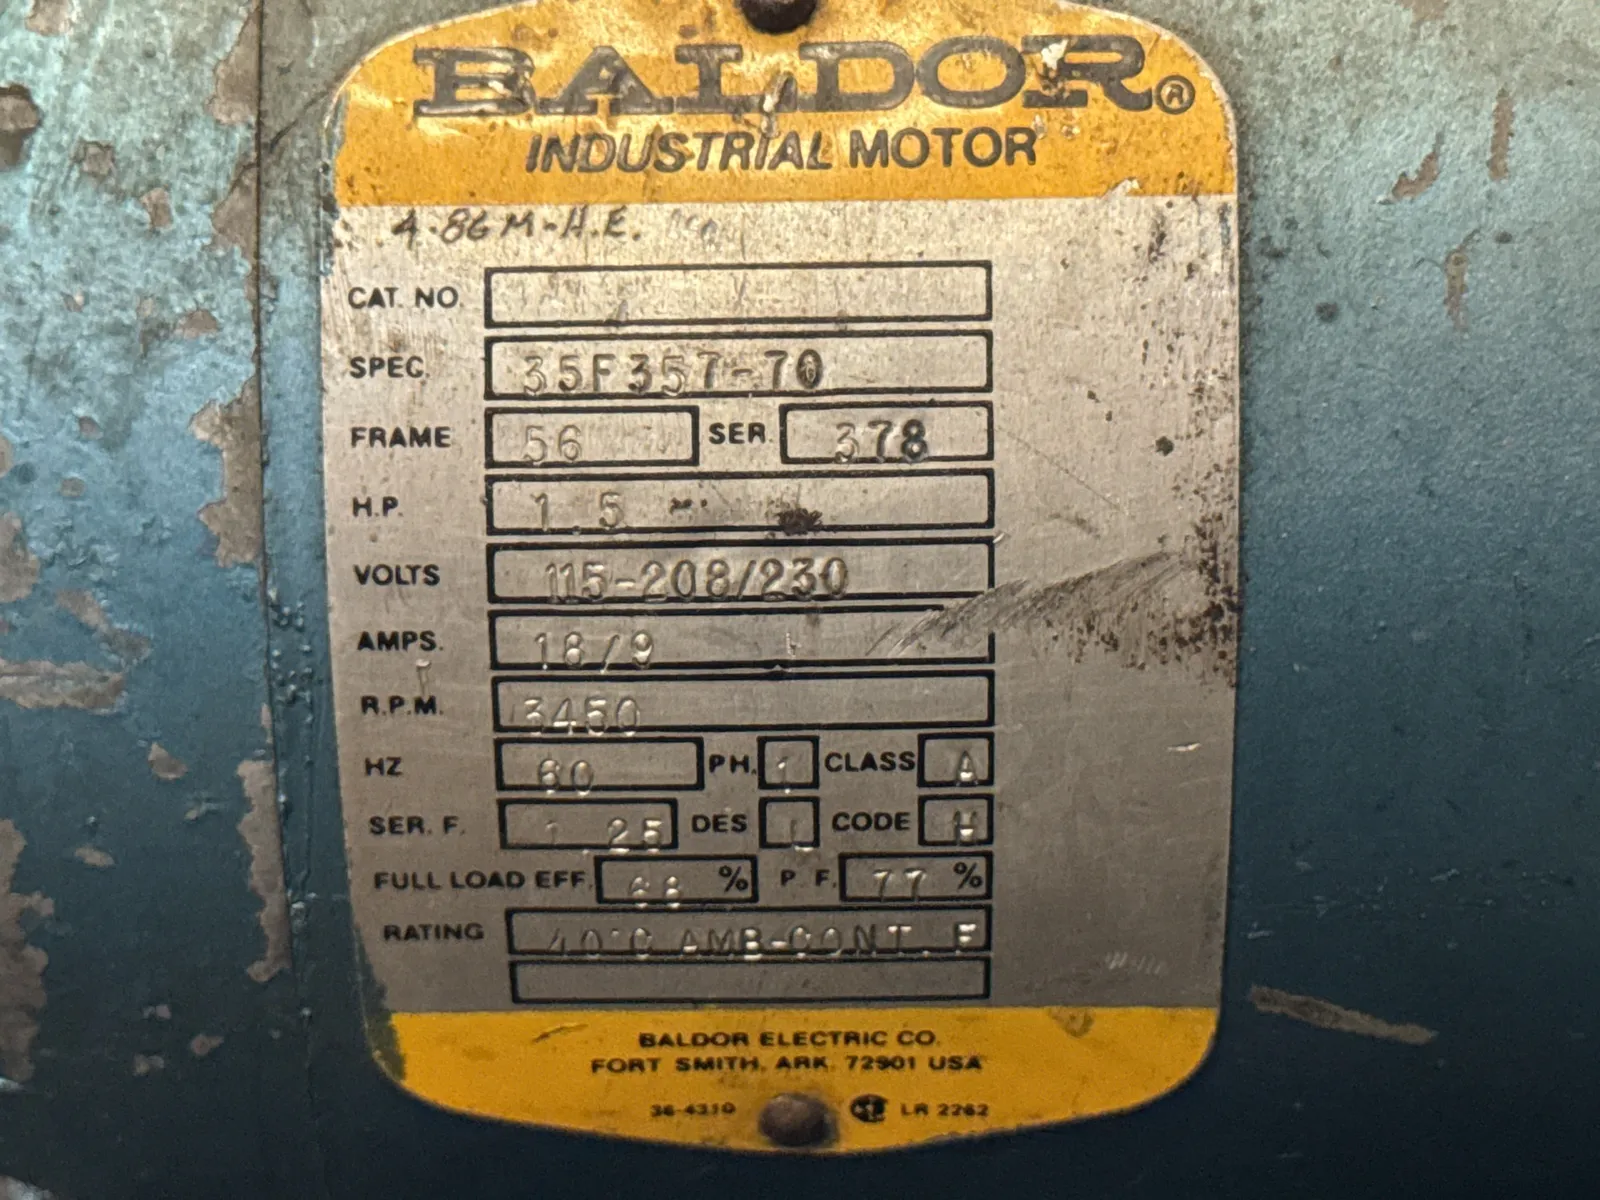 BALDOR®
INDUSTRIAL MOTOR
4-86 M-H.E.
CAT. NO.
SPEC. 35F357-70
FRAME 56 SER. 378
H.P. 1.5
VOLTS 115-208/230
AMPS. 18/9
R.P.M. 3450
HZ 60 PH. 1 CLASS A
SER. F. 1.25 DES L CODE H
FULL LOAD EFF. 68 % P.F. 77 %
RATING 40°C AMB-CONT. F
BALDOR ELECTRIC CO.
FORT SMITH, ARK. 72901 USA
36-4310 LR 2262